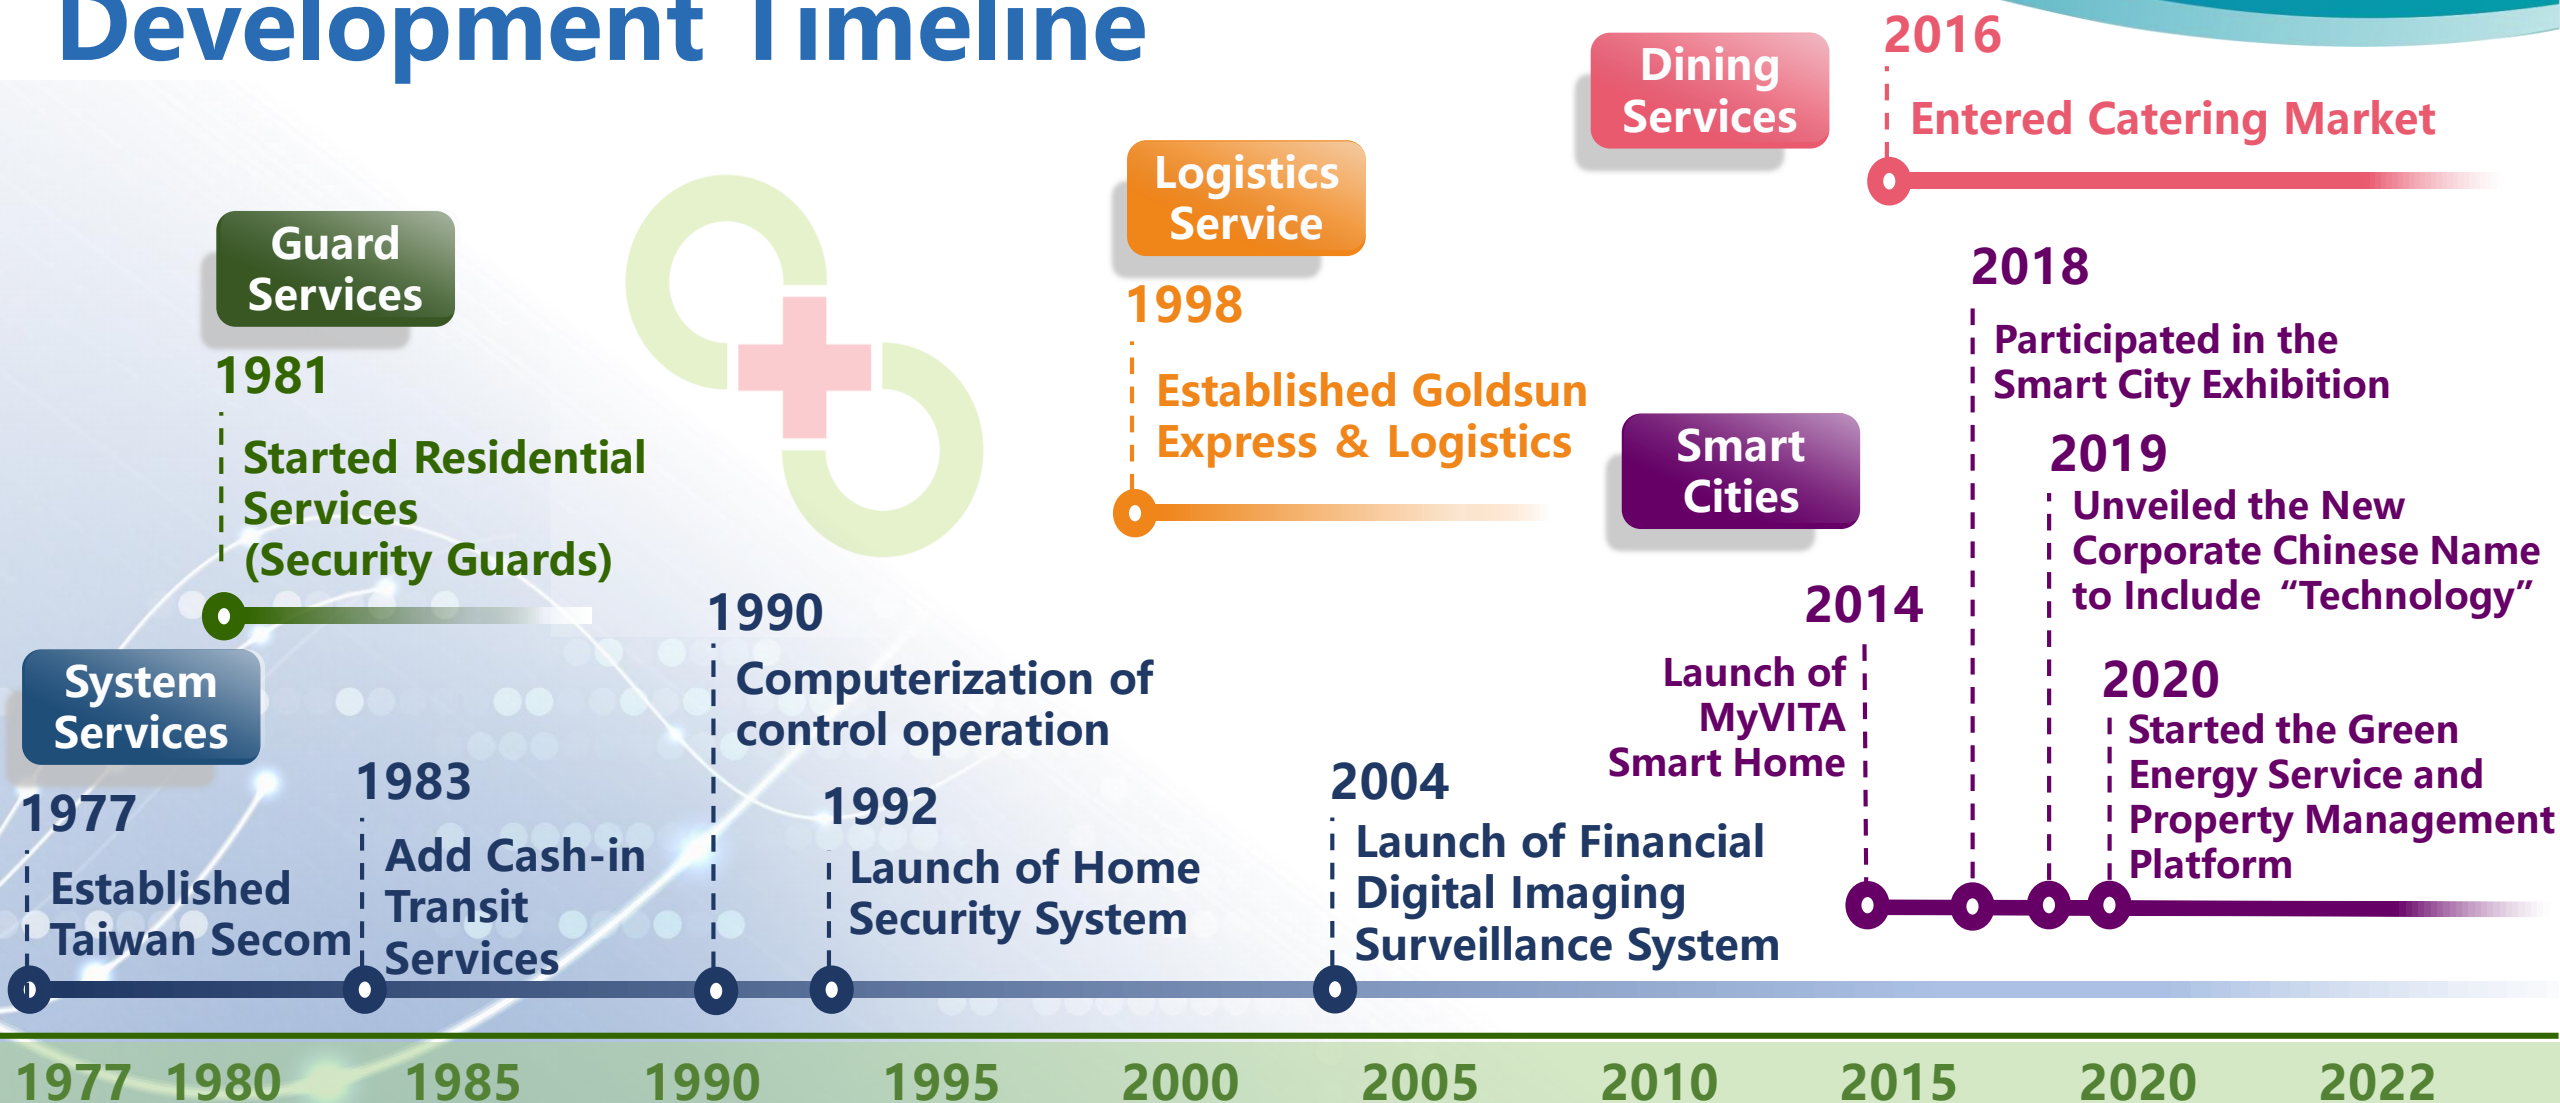 Development Timeline
Dining
Services
2016
Entered Catering Market
Logistics
Service
1998
Established Goldsun
Express & Logistics
Guard
Services
1981
Started Residential
Services
(Security Guards)
Smart
Cities
2014
Launch of
MyVITA
Smart Home
2018
Participated in the
Smart City Exhibition
2019
Unveiled the New
Corporate Chinese Name
to Include “Technology”
2020
Started the Green
Energy Service and
Property Management
Platform
System
Services
1977
Established
Taiwan Secom
1983
Add Cash-in
Transit
Services
1990
Computerization of
control operation
1992
Launch of Home
Security System
2004
Launch of Financial
Digital Imaging
Surveillance System
1977 1980 1985 1990 1995 2000 2005 2010 2015 2020 2022